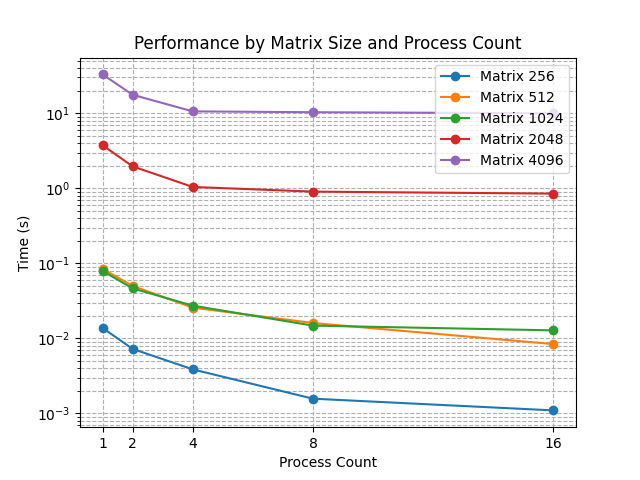 Performance by Matrix Size and Process Count
Time (s)
10¹
10⁰
10⁻¹
10⁻²
10⁻³
Matrix 256
Matrix 512
Matrix 1024
Matrix 2048
Matrix 4096
1 2 4 8 16
Process Count